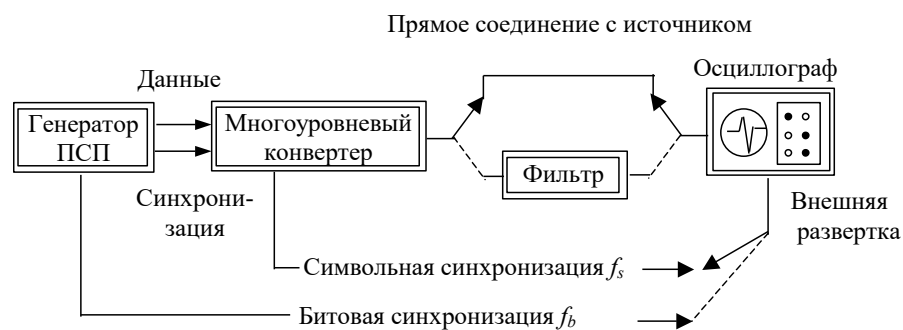 Прямое соединение с источником
Осциллограф
Данные
Генератор
ПСП
Многоуровневый
конвертер
Фильтр
Синхрони-
зация
Внешняя
развертка
Символьная синхронизация fs
Битовая синхронизация fb